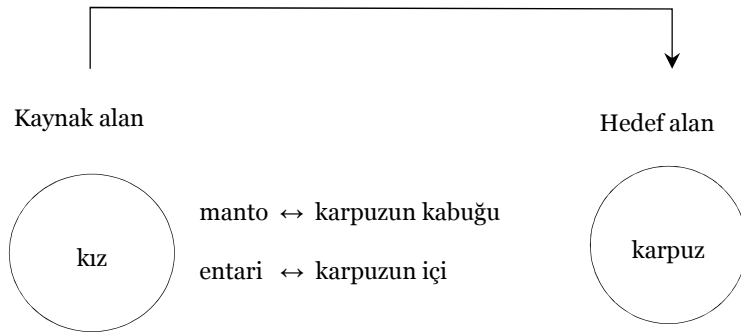 Kaynak alan
Hedef alan
kız
manto ↔ karpuzun kabuğu
entari ↔ karpuzun içi
karpuz